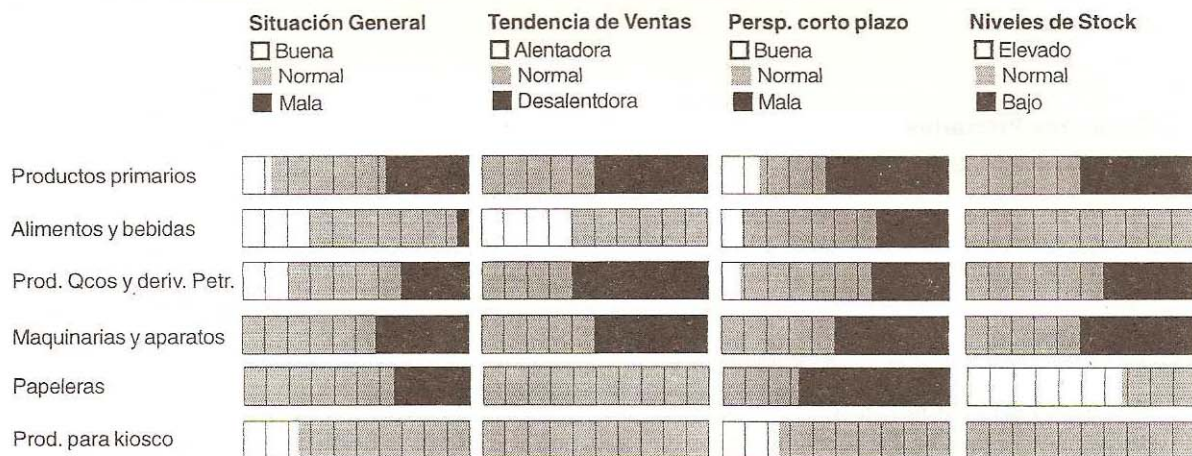 Situación General Tendencia de Ventas Persp. corto plazo Niveles de Stock
Buena Alentadora Buena Elevado
Normal Normal Normal Normal
Mala Desalentdora Mala Bajo
Productos primarios
Alimentos y bebidas
Prod. Qcos y deriv. Petr.
Maquinarias y aparatos
Papeleras
Prod. para kiosco